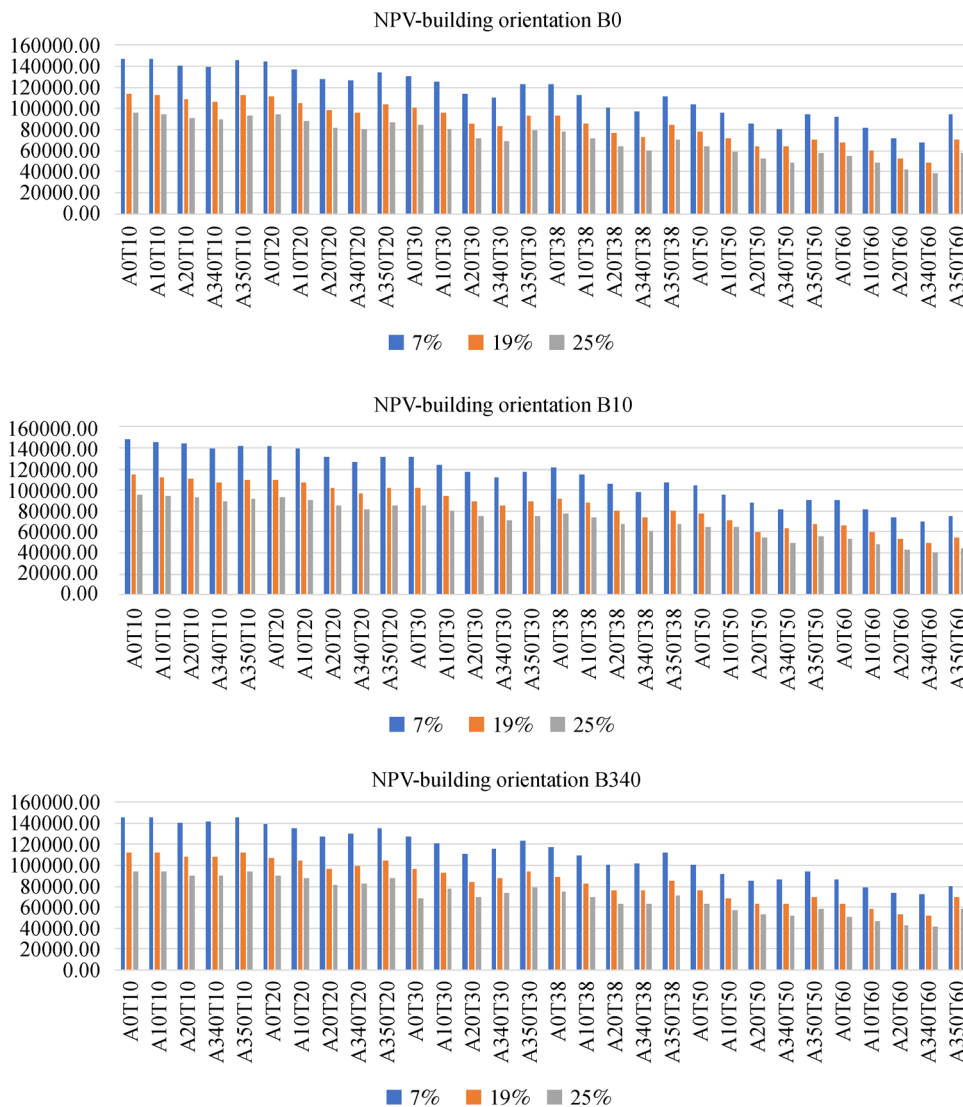 NPV-building orientation B0
160000.00
140000.00
120000.00
100000.00
80000.00
60000.00
40000.00
20000.00
0.00
A0T10
A10T10
A20T10
A340T10
A350T10
A0T20
A10T20
A20T20
A340T20
A350T20
A0T30
A10T30
A20T30
A340T30
A350T30
A0T38
A10T38
A20T38
A340T38
A350T38
A0T50
A10T50
A20T50
A340T50
A350T50
A0T60
A10T60
A20T60
A340T60
A350T60
7% 19% 25%
NPV-building orientation B10
160000.00
140000.00
120000.00
100000.00
80000.00
60000.00
40000.00
20000.00
0.00
A0T10
A10T10
A20T10
A340T10
A350T10
A0T20
A10T20
A20T20
A340T20
A350T20
A0T30
A10T30
A20T30
A340T30
A350T30
A0T38
A10T38
A20T38
A340T38
A350T38
A0T50
A10T50
A20T50
A340T50
A350T50
A0T60
A10T60
A20T60
A340T60
A350T60
7% 19% 25%
NPV-building orientation B340
160000.00
140000.00
120000.00
100000.00
80000.00
60000.00
40000.00
20000.00
0.00
A0T10
A10T10
A20T10
A340T10
A350T10
A0T20
A10T20
A20T20
A340T20
A350T20
A0T30
A10T30
A20T30
A340T30
A350T30
A0T38
A10T38
A20T38
A340T38
A350T38
A0T50
A10T50
A20T50
A340T50
A350T50
A0T60
A10T60
A20T60
A340T60
A350T60
7% 19% 25%